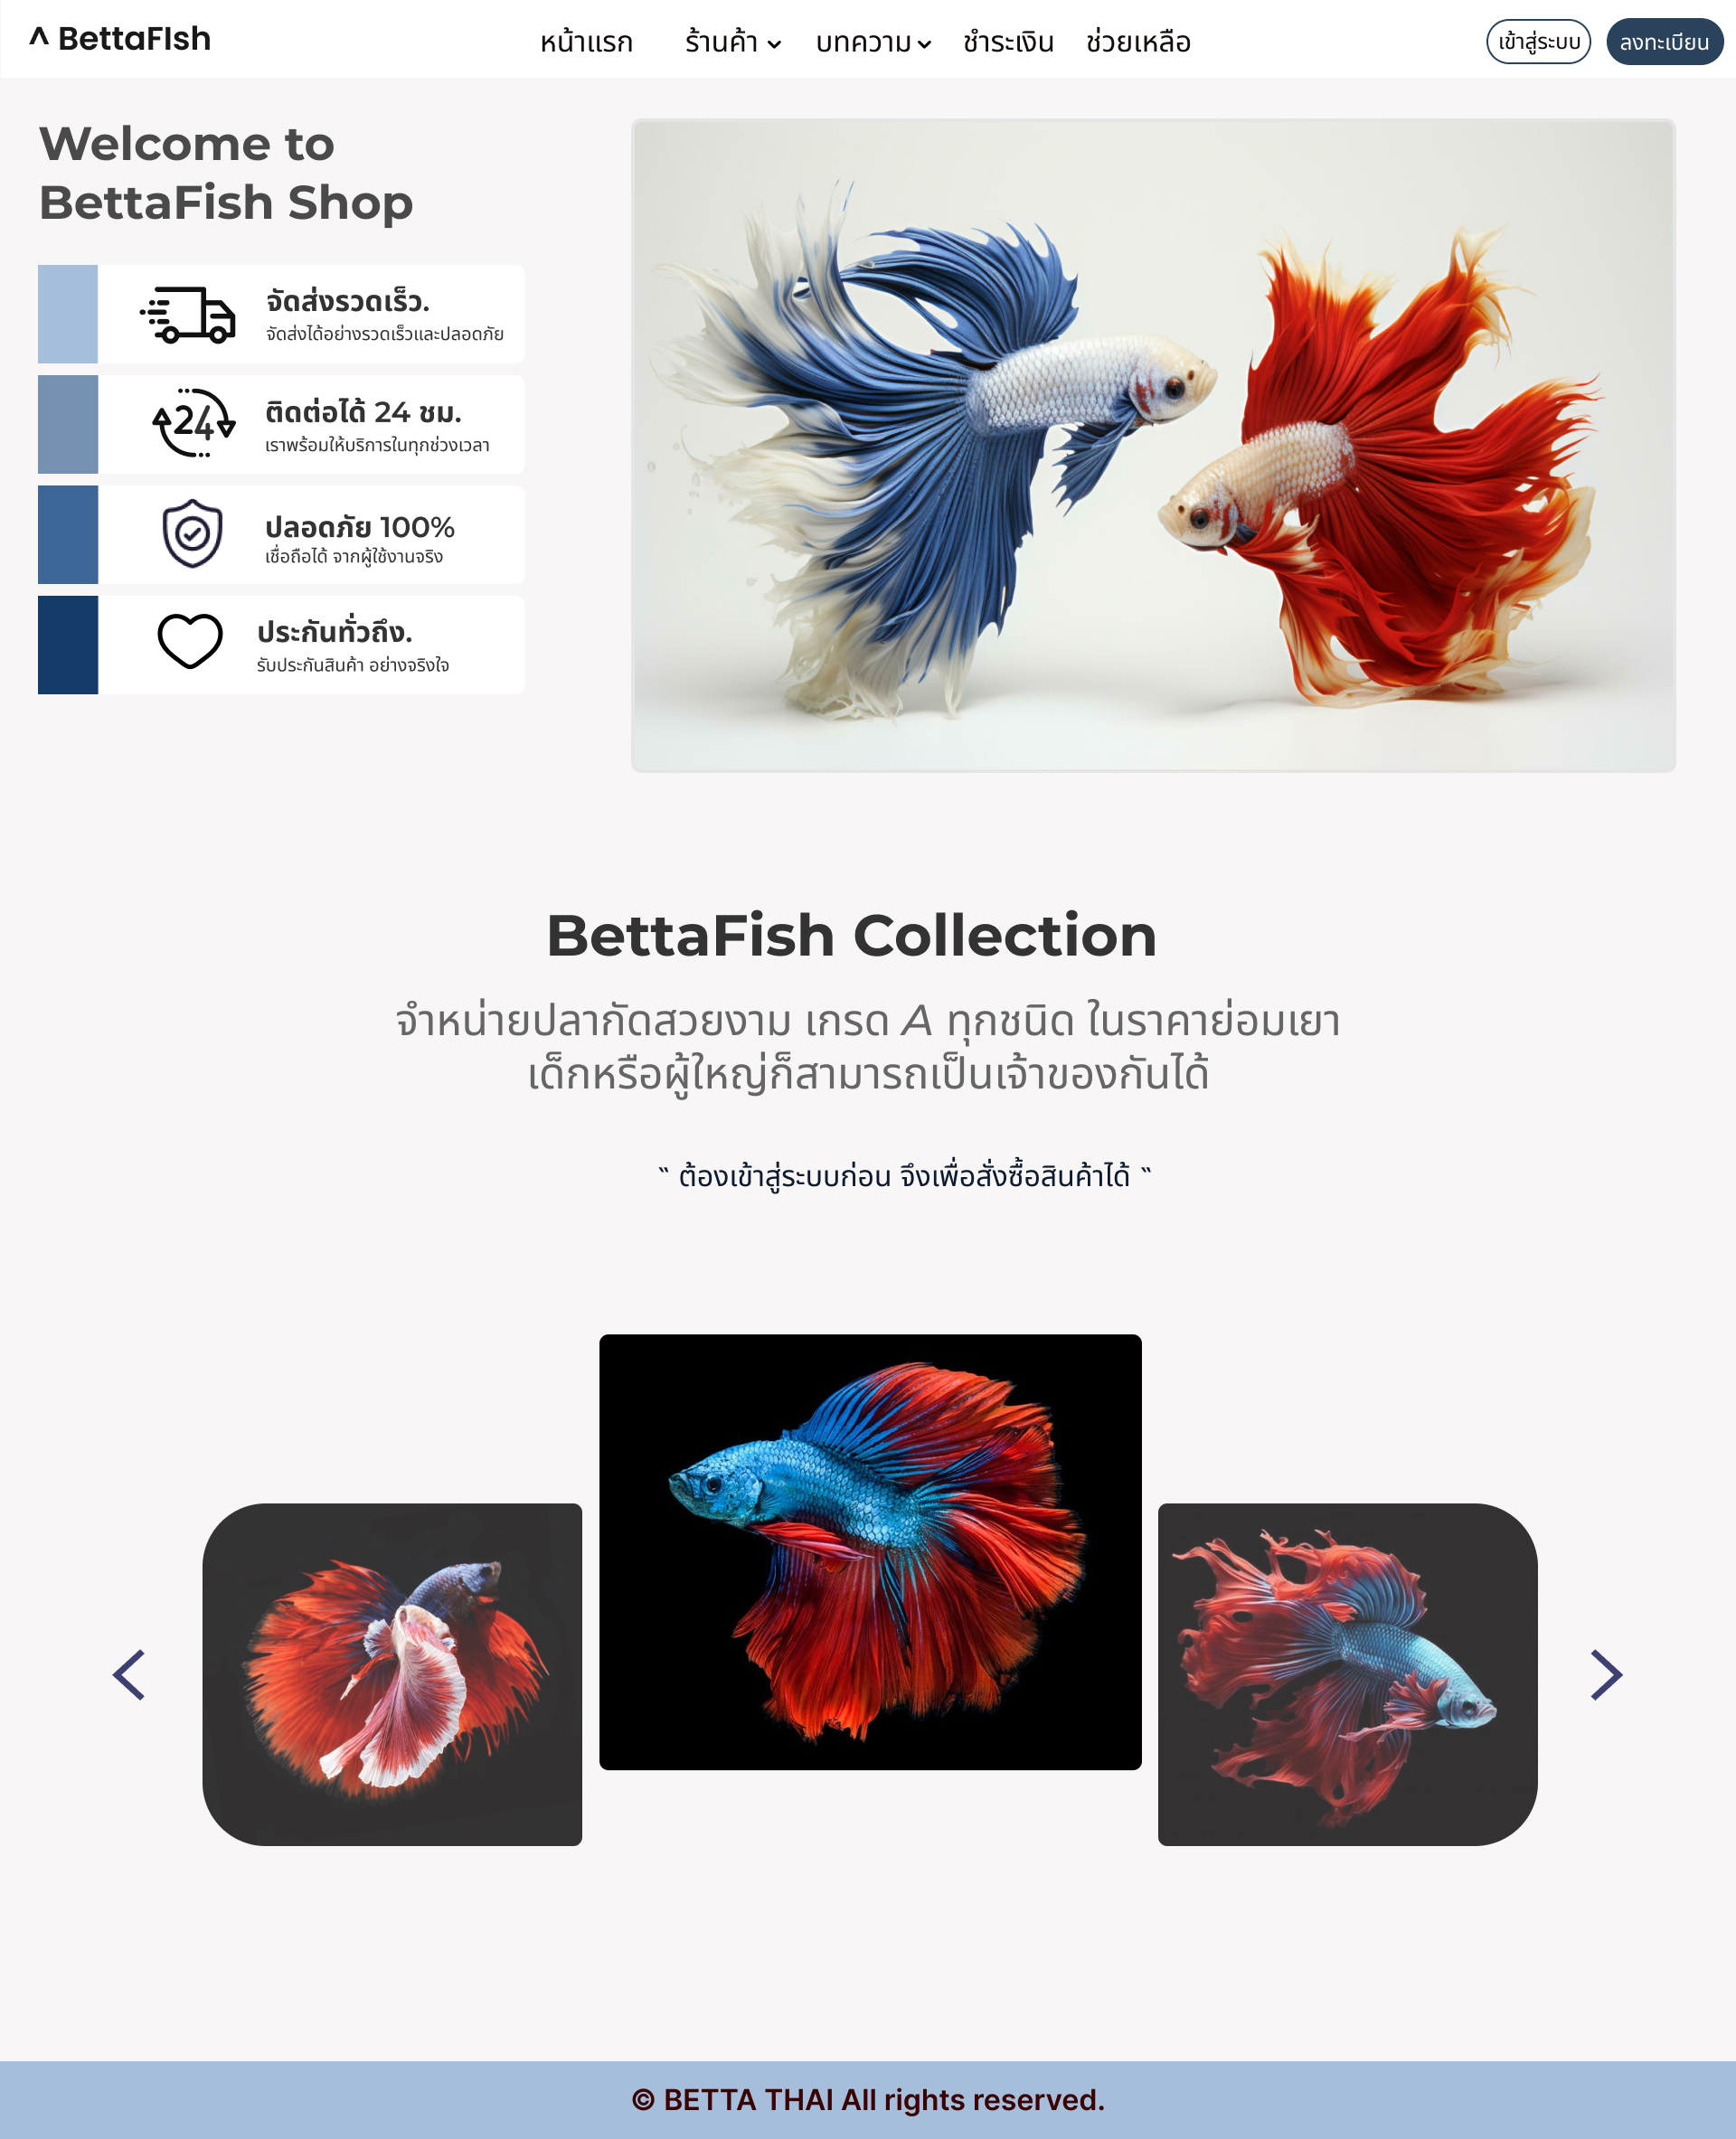 ^ BettaFIsh
หน้าแรก ร้านค้า บทความ ชำระเงิน ช่วยเหลือ
เข้าสู่ระบบ ลงทะเบียน
Welcome to
BettaFish Shop
จัดส่งรวดเร็ว.
จัดส่งได้อย่างรวดเร็วและปลอดภัย
24
ติดต่อได้ 24 ชม.
เราพร้อมให้บริการในทุกช่วงเวลา
ปลอดภัย 100%
เชื่อถือได้ จากผู้ใช้งานจริง
ประกันทั่วถึง.
รับประกันสินค้า อย่างจริงใจ
BettaFish Collection
จำหน่ายปลากัดสวยงาม เกรด A ทุกชนิด ในราคาย่อมเยา
เด็กหรือผู้ใหญ่ก็สามารถเป็นเจ้าของกันได้
`` ต้องเข้าสู่ระบบก่อน จึงเพื่อสั่งซื้อสินค้าได้ ``
© BETTA THAI All rights reserved.